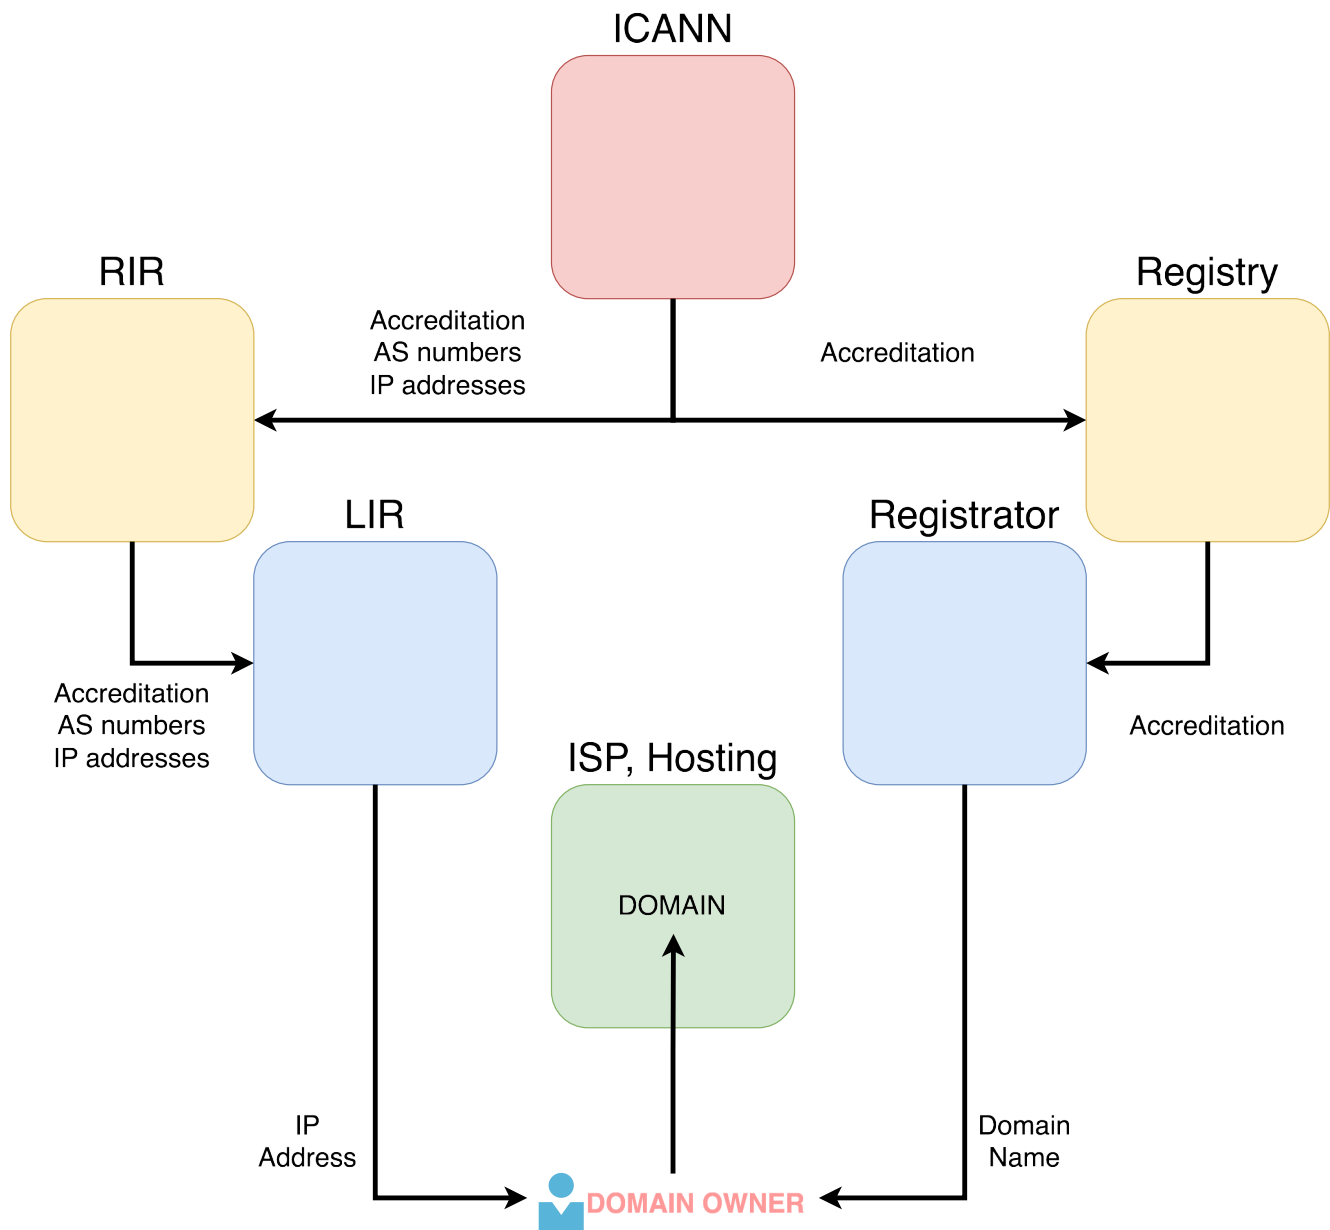 ICANN
RIR
Registry
Accreditation
AS numbers
IP addresses
Accreditation
LIR
Registrator
Accreditation
AS numbers
IP addresses
Accreditation
ISP, Hosting
DOMAIN
IP
Address
Domain
Name
DOMAIN OWNER